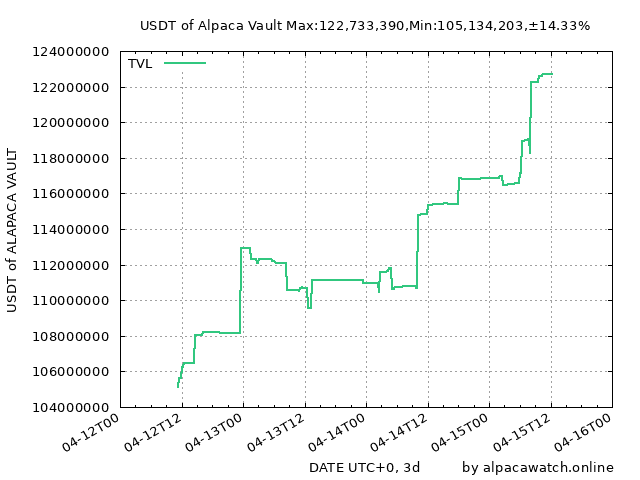 USDT of Alpaca Vault Max:122,733,390,Min:105,134,203,±14.33%
TVL
124000000
122000000
120000000
118000000
116000000
114000000
112000000
110000000
108000000
106000000
104000000
USDT of ALAPACA VAULT
04-12T00
04-12T12
04-13T00
04-13T12
04-14T00
04-14T12
04-15T00
04-15T12
04-16T00
DATE UTC+0, 3d
by alpacawatch.online